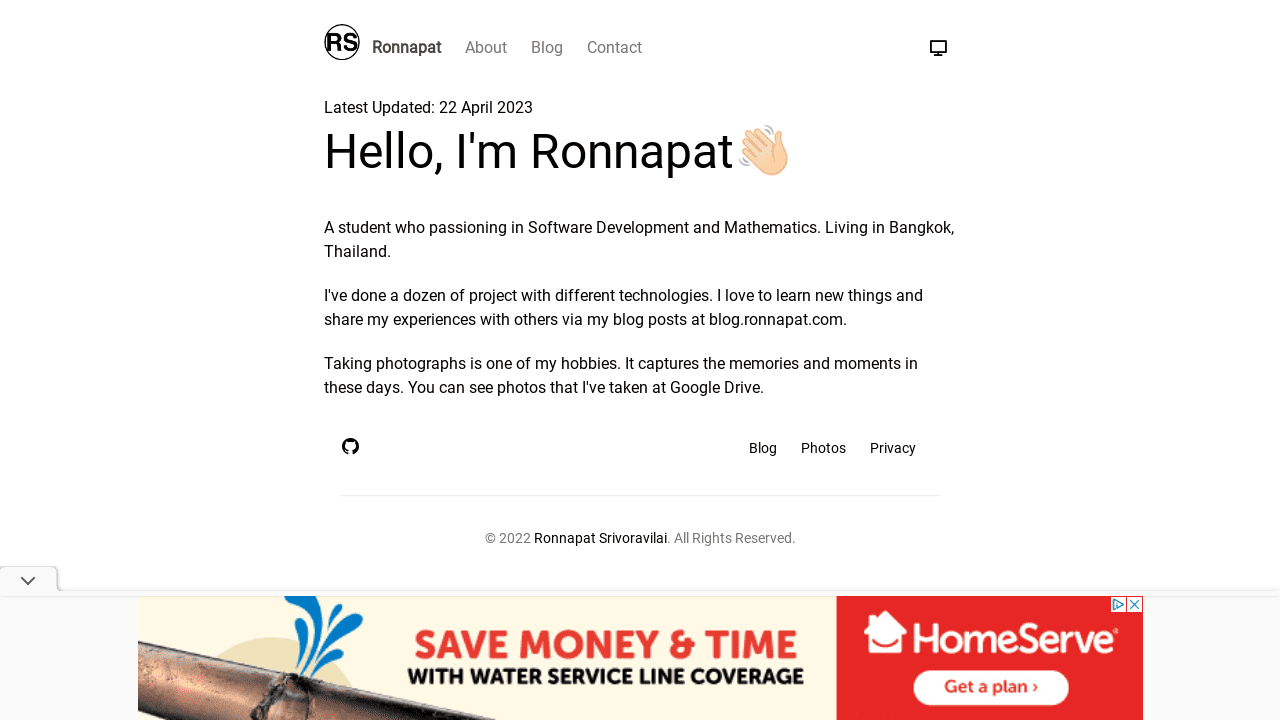 RS Ronnapat About Blog Contact
Latest Updated: 22 April 2023
Hello, I'm Ronnapat👋🏻
A student who passioning in Software Development and Mathematics. Living in Bangkok,
Thailand.
I've done a dozen of project with different technologies. I love to learn new things and
share my experiences with others via my blog posts at blog.ronnapat.com.
Taking photographs is one of my hobbies. It captures the memories and moments in
these days. You can see photos that I've taken at Google Drive.
Blog Photos Privacy
© 2022 Ronnapat Srivoravilai. All Rights Reserved.
SAVE MONEY & TIME
WITH WATER SERVICE LINE COVERAGE
HomeServe®
Get a plan ›